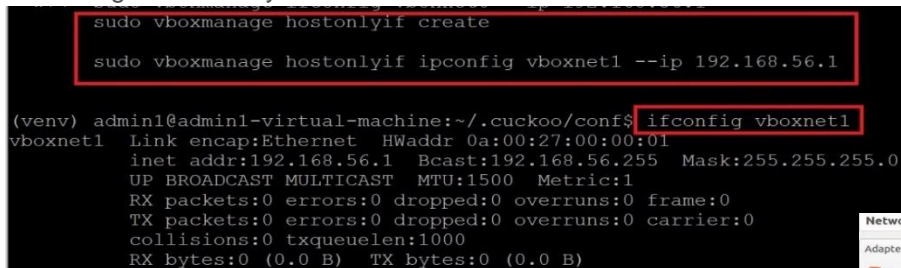 sudo vboxmanage hostonlyif create
sudo vboxmanage hostonlyif ipconfig vboxnet1 --ip 192.168.56.1
(venv) admin1@admin1-virtual-machine:~/.cuckoo/conf$ ifconfig vboxnet1
vboxnet1 Link encap:Ethernet HWaddr 0a:00:27:00:00:01
inet addr:192.168.56.1 Bcast:192.168.56.255 Mask:255.255.255.0
UP BROADCAST MULTICAST MTU:1500 Metric:1
RX packets:0 errors:0 dropped:0 overruns:0 frame:0
TX packets:0 errors:0 dropped:0 overruns:0 carrier:0
collisions:0 txqueuelen:1000
RX bytes:0 (0.0 B) TX bytes:0 (0.0 B)
Netwo
Adapte